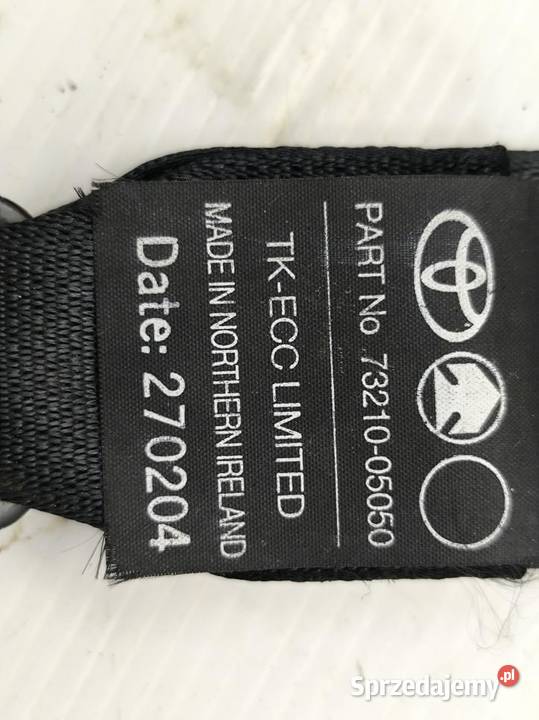 PART No 73210-05050
TK-ECC LIMITED
MADE IN NORTHERN IRELAND
Date: 270204
Sprzedajemy.pl